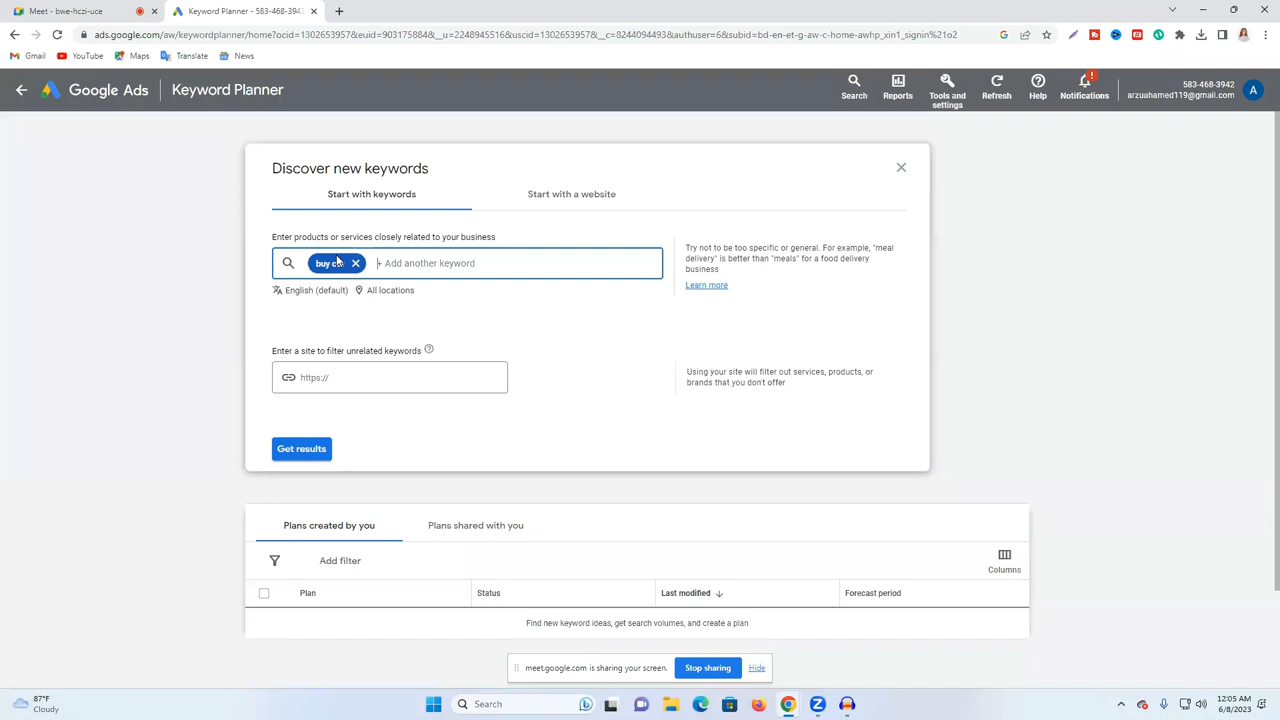 Meet - bwe-hczi-uce
Keyword Planner - 583-468-3942
ads.google.com/aw/keywordplanner/home?ocid=1302653957&euid=903175884&__u=2248945516&uscid=1302653957&__c=8244094493&authuser=6&subid=bd-en-et-g-aw-c-home-awhp_xin1_signin%21o2
Gmail
YouTube
Maps
Translate
News
Google Ads
Keyword Planner
Search
Reports
Tools and
settings
Refresh
Help
Notifications
583-468-3942
arzuahamed119@gmail.com
A
Discover new keywords
Start with keywords
Start with a website
Enter products or services closely related to your business
buy
+ Add another keyword
Try not to be too specific or general. For example, "meal
delivery" is better than "meals" for a food delivery
business
Learn more
English (default)
All locations
Enter a site to filter unrelated keywords
https://
Using your site will filter out services, products, or
brands that you don't offer
Get results
Plans created by you
Plans shared with you
Add filter
Columns
Plan
Status
Last modified
Forecast period
Find new keyword ideas, get search volumes, and create a plan
meet.google.com is sharing your screen.
Stop sharing
Hide
87°F
Cloudy
Search
12:05 AM
6/8/2023